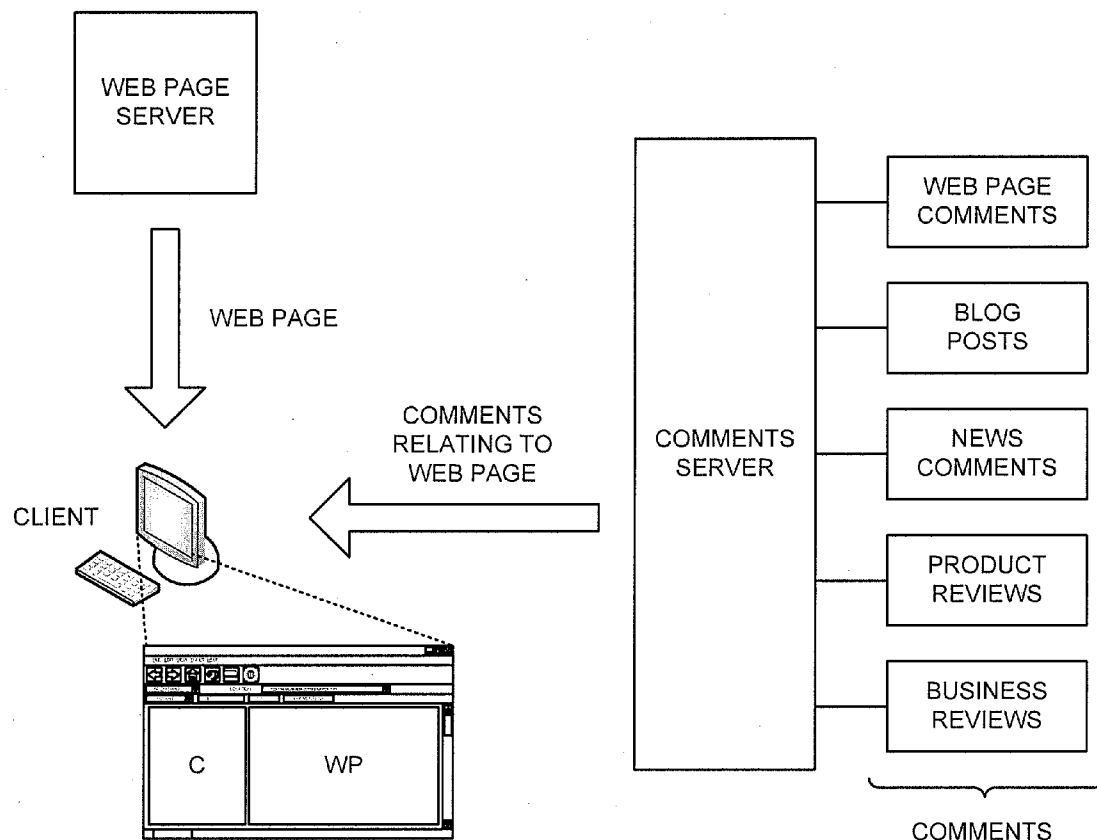 WEB PAGE
SERVER
WEB PAGE
COMMENTS
RELATING TO
WEB PAGE
CLIENT
C
WP
COMMENTS
SERVER
WEB PAGE
COMMENTS
BLOG
POSTS
NEWS
COMMENTS
PRODUCT
REVIEWS
BUSINESS
REVIEWS
COMMENTS